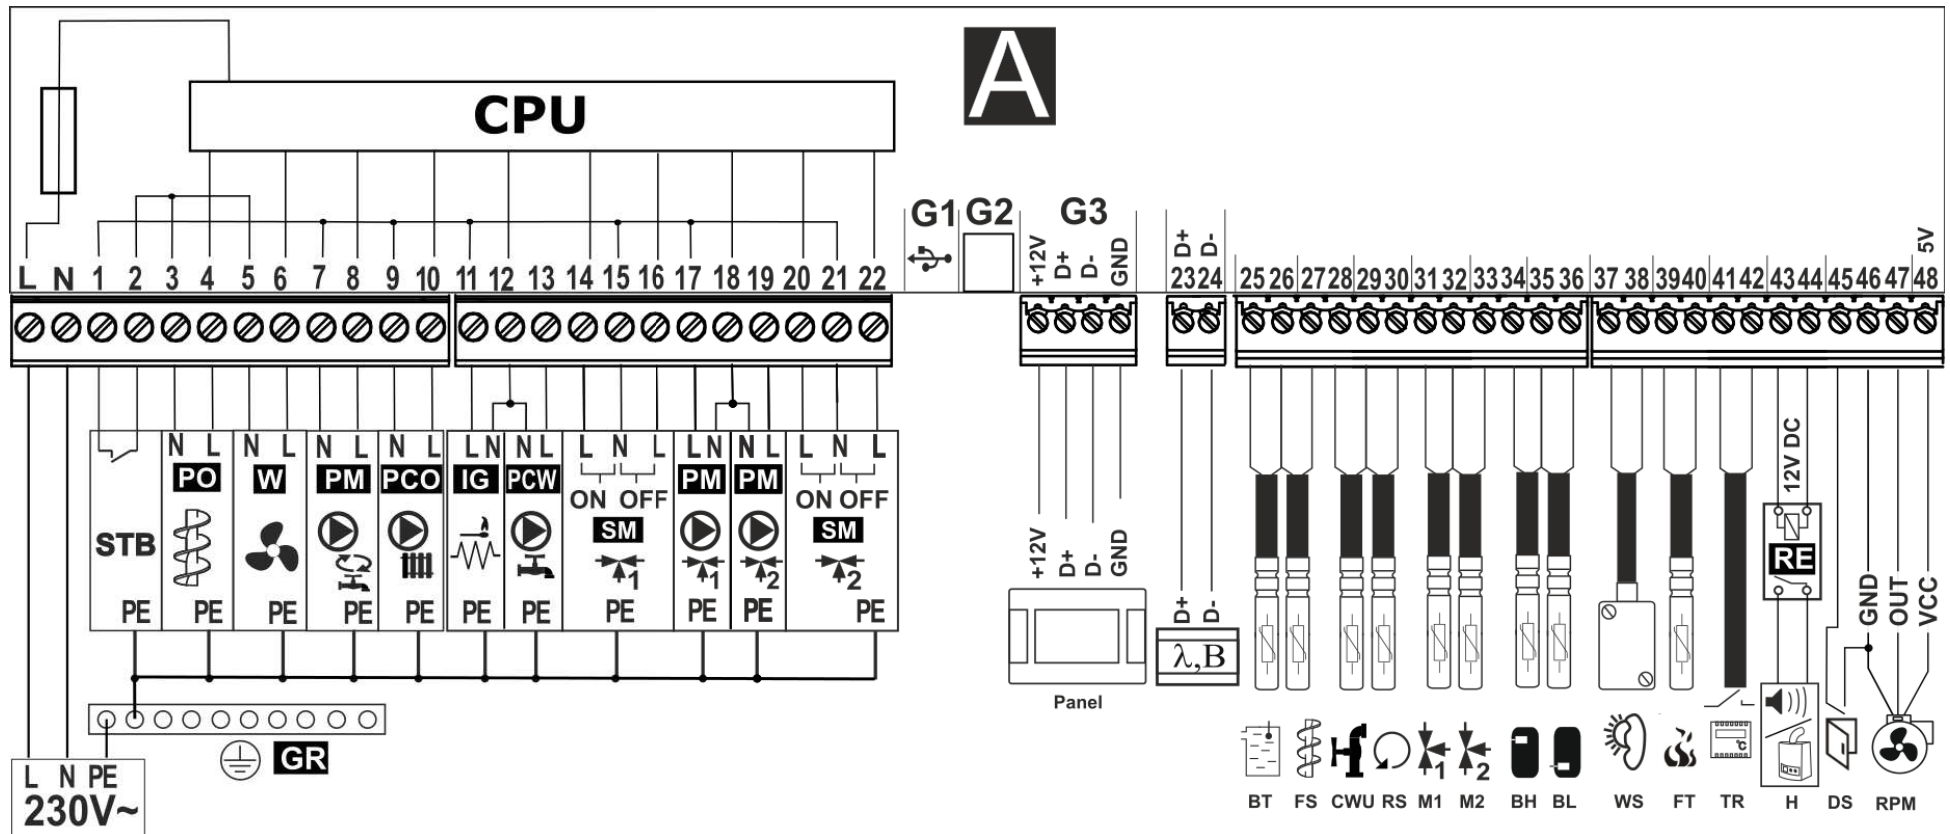 A
CPU
G1 G2 G3
+12V D+ D- GND
D+ D-
5V
L N 1 2 3 4 5 6 7 8 9 10 11 12 13 14 15 16 17 18 19 20 21 22
23 24 25 26 27 28 29 30 31 32 33 34 35 36 37 38 39 40 41 42 43 44 45 46 47 48
N L N L N L N L L N N L L N L L N N L L N L
PO W PM PCO IG PCW
ON OFF
SM
PM PM
ON OFF
SM
STB
1 1 2 2
PE PE PE PE PE PE PE PE PE PE PE
+12V D+ D- GND
D+ D-
12V DC
RE
GND OUT VCC
λ,B
Panel
GR
L N PE
230V~
1 2
°C
BT FS CWU RS M1 M2 BH BL WS FT TR H DS RPM